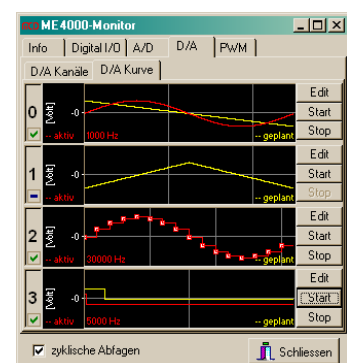 ME4000-Monitor
Info Digital I/O A/D D/A PWM
D/A Kanäle D/A Kurve
0 [Volt] -0 -- aktiv 1000 Hz -- geplant Edit Start Stop
1 [Volt] -0 -- aktiv -- geplant Edit Start Stop
2 [Volt] -0 -- aktiv 30000 Hz -- geplant Edit Start Stop
3 [Volt] -0 -- aktiv 5000 Hz -- geplant Edit Start Stop
zyklische Abfagen Schliessen